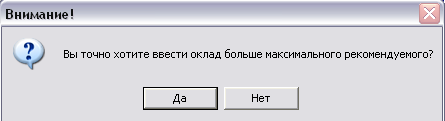 Внимание!
Вы точно хотите ввести оклад больше максимального рекомендуемого?
Да
Нет